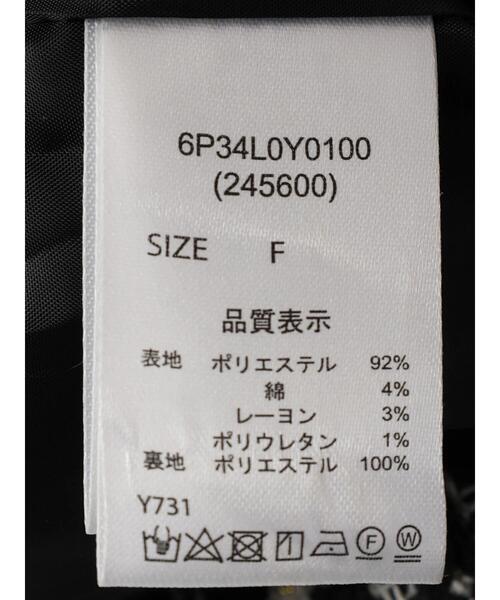 6P34L0Y0100
(245600)
SIZE F
品質表示
表地 ポリエステル 92%
綿 4%
レーヨン 3%
ポリウレタン 1%
裏地 ポリエステル 100%
Y731
F W